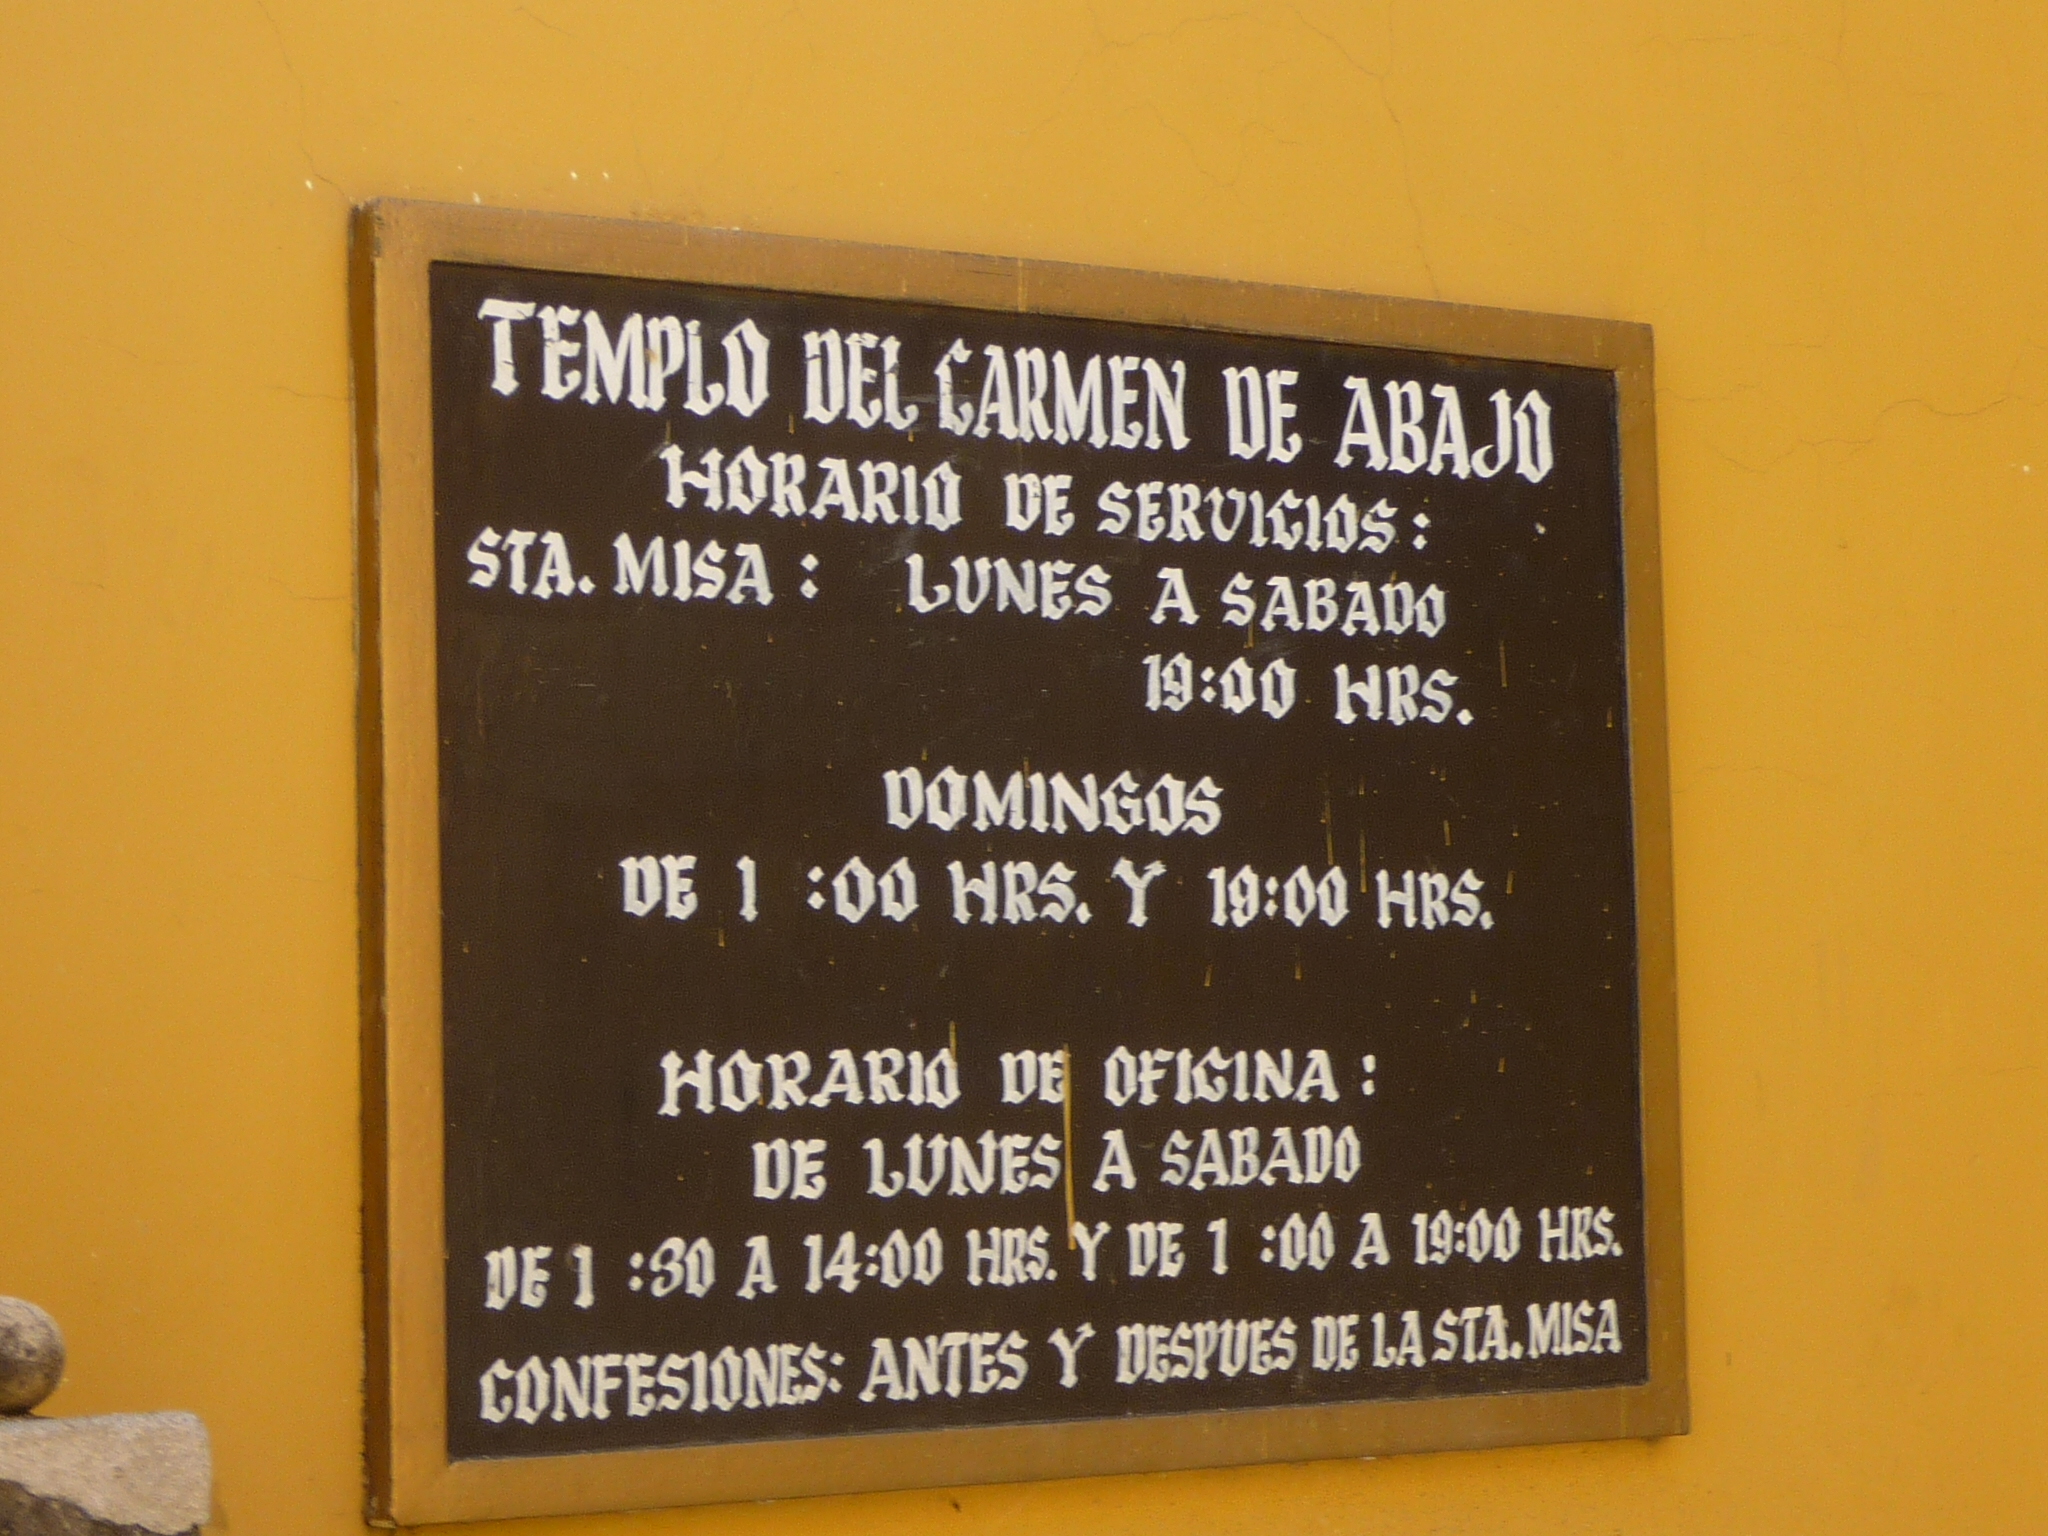 TEMPLO DEL CARMEN DE ABAJO
HORARIO DE SERVICIOS:
STA. MISA: LUNES A SABADO
19:00 HRS.
DOMINGOS
DE 1 :00 HRS. Y 19:00 HRS.
HORARIO DE OFICINA:
DE LUNES A SABADO
DE 1 :30 A 14:00 HRS. Y DE 1 :00 A 19:00 HRS.
CONFESIONES: ANTES Y DESPUES DE LA STA. MISA